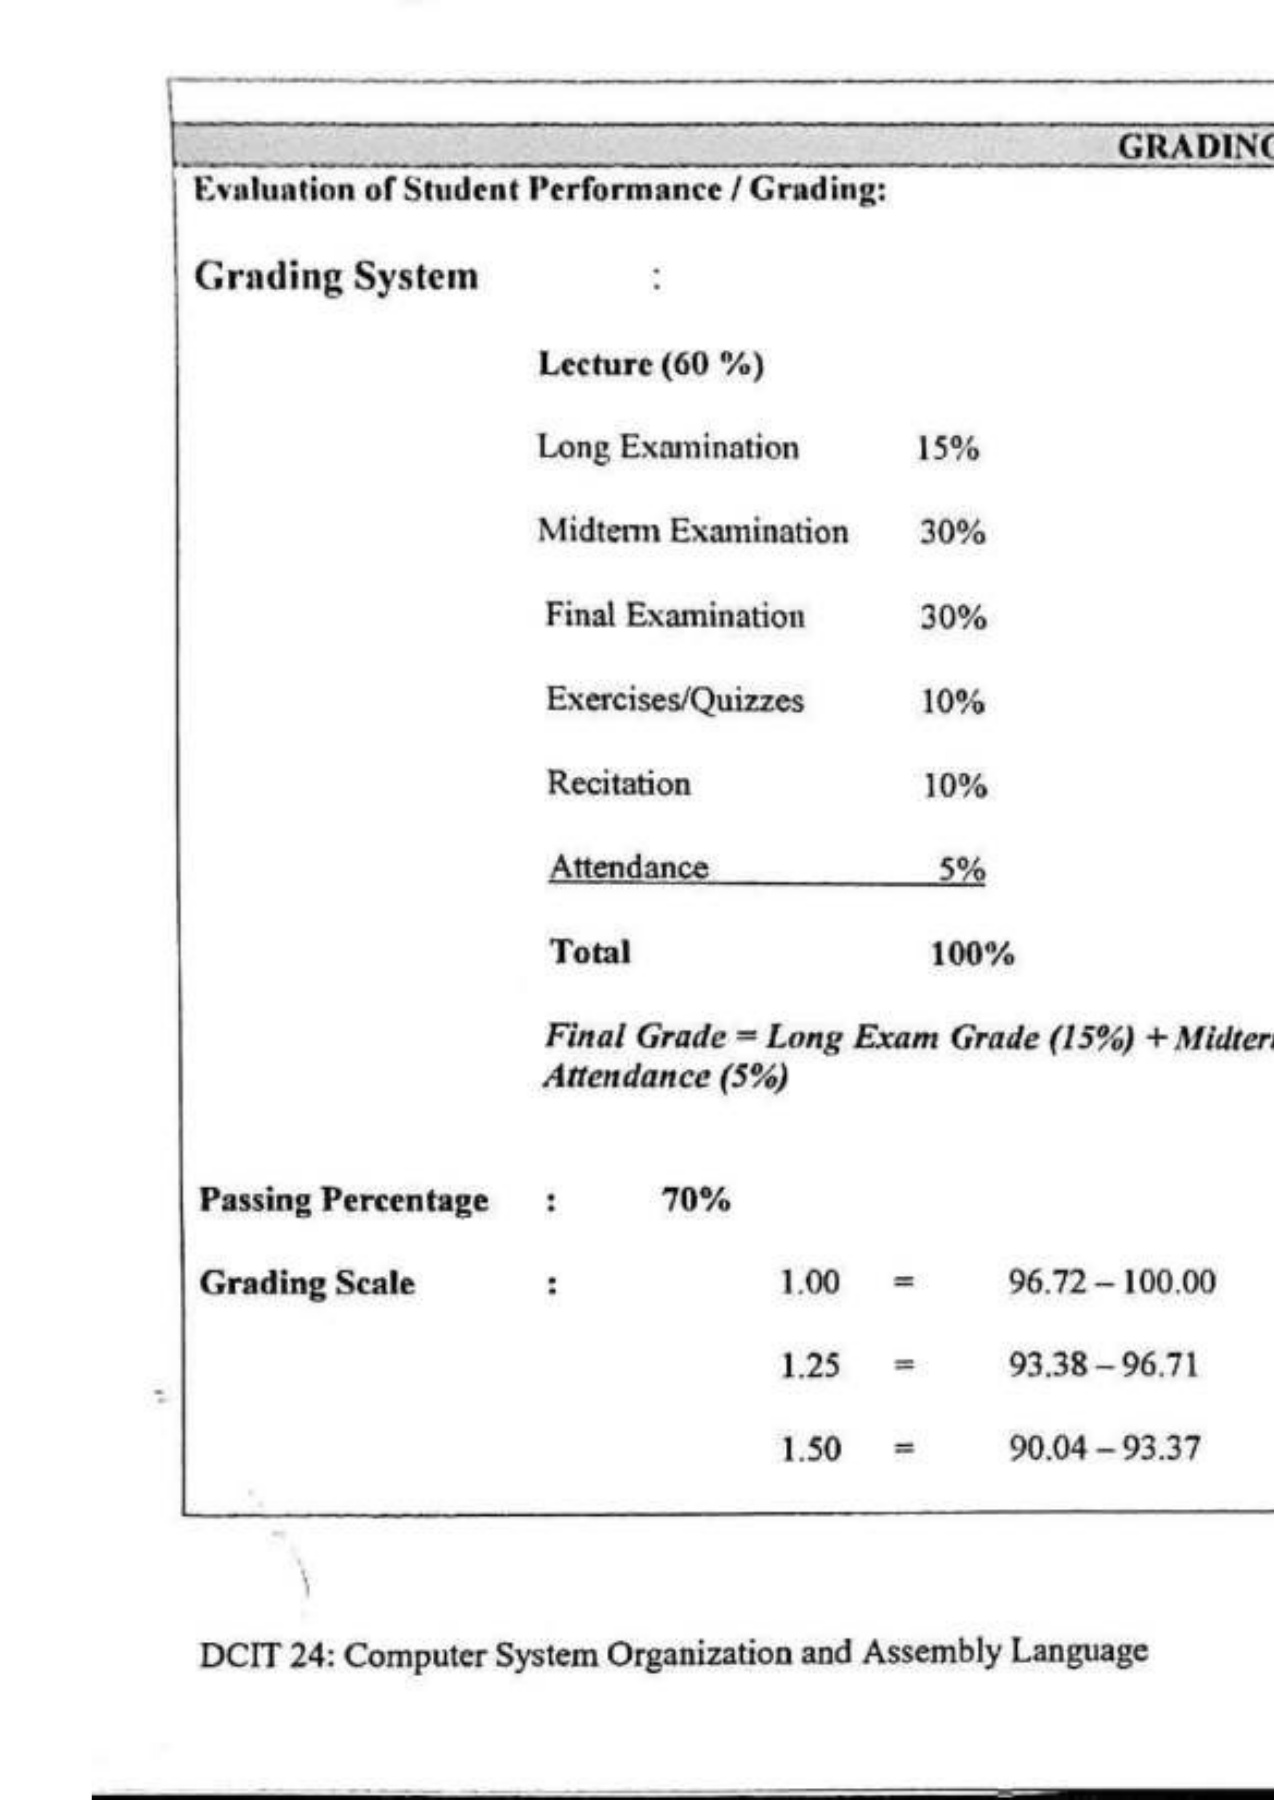 GRADING
Evaluation of Student Performance / Grading:
Grading System :
Lecture (60 %)
Long Examination 15%
Midterm Examination 30%
Final Examination 30%
Exercises/Quizzes 10%
Recitation 10%
Attendance 5%
Total 100%
Final Grade = Long Exam Grade (15%) + Midter
Attendance (5%)
Passing Percentage : 70%
Grading Scale : 1.00 = 96.72 – 100.00
1.25 = 93.38 – 96.71
1.50 = 90.04 – 93.37
DCIT 24: Computer System Organization and Assembly Language